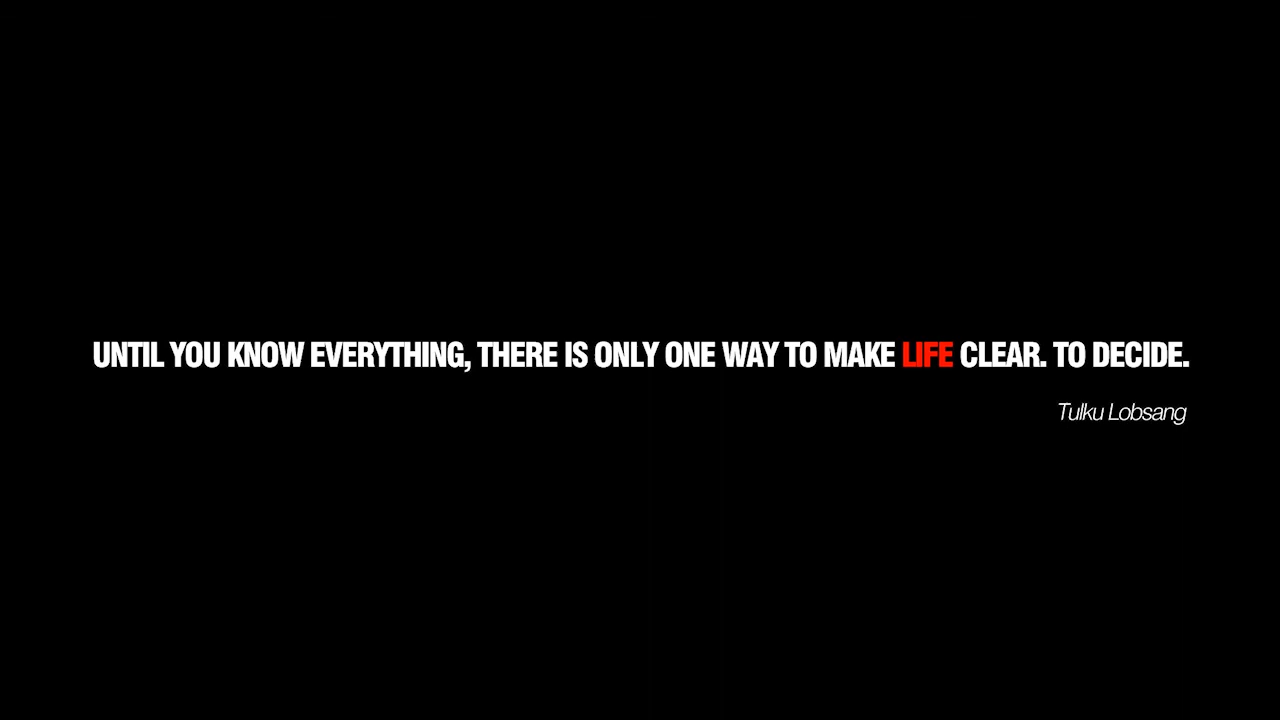 UNTIL YOU KNOW EVERYTHING, THERE IS ONLY ONE WAY TO MAKE LIFE CLEAR. TO DECIDE.
Tulku Lobsang